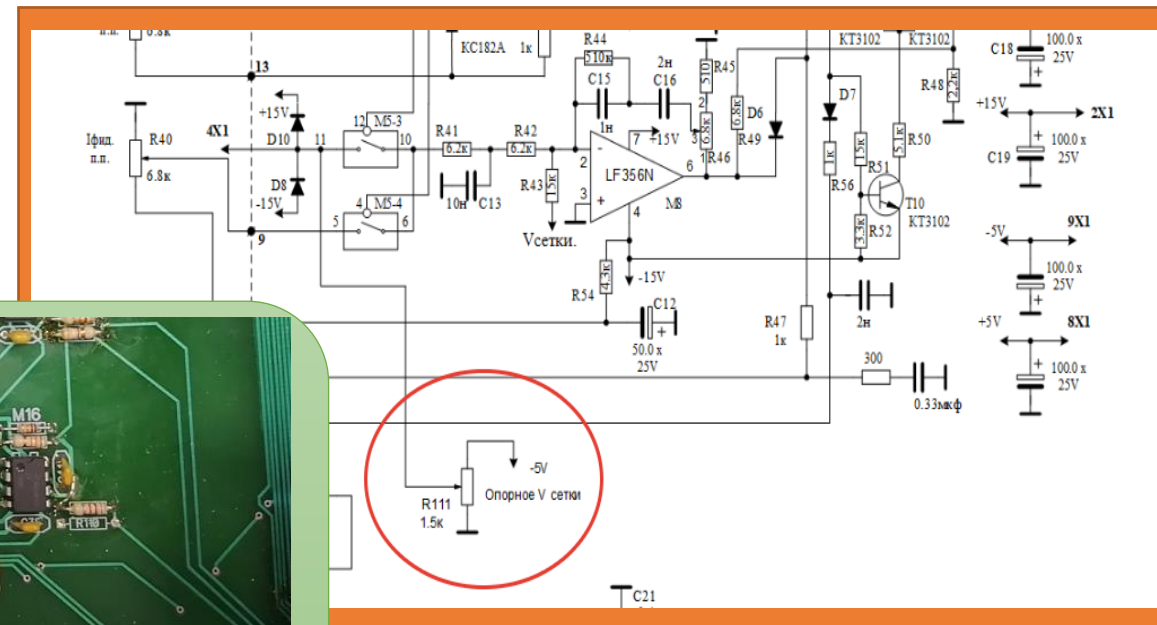 п.п.
6.8к
13
КС182А
1к
R44
510к
C15
1н
2н
C16
R45
510
2
3
1
6.8к
R46
6.8к
R49
D6
КТ3102
КТ3102
D7
R48
2.2к
C18
100.0 x
25V
+
+15V
2X1
C19
100.0 x
25V
+
Iфид.
п.п.
R40
6.8к
4X1
+15V
D10
D8
-15V
11
12
M5-3
10
4
M5-4
5
6
9
R41
6.2к
R42
6.2к
10н
C13
R43
15к
Vсетки.
2
-
3
+
7
+15V
LF356N
6
M8
4
-15V
R54
4.3к
C12
+
50.0 x
25V
1к
R56
15к
R51
3.3к
R52
5.1к
R50
T10
КТ3102
2н
R47
1к
300
0.33мкф
-5V
9X1
100.0 x
25V
+
+5V
8X1
+
100.0 x
25V
-5V
Опорное V сетки
R111
1.5к
C21
M16
R110